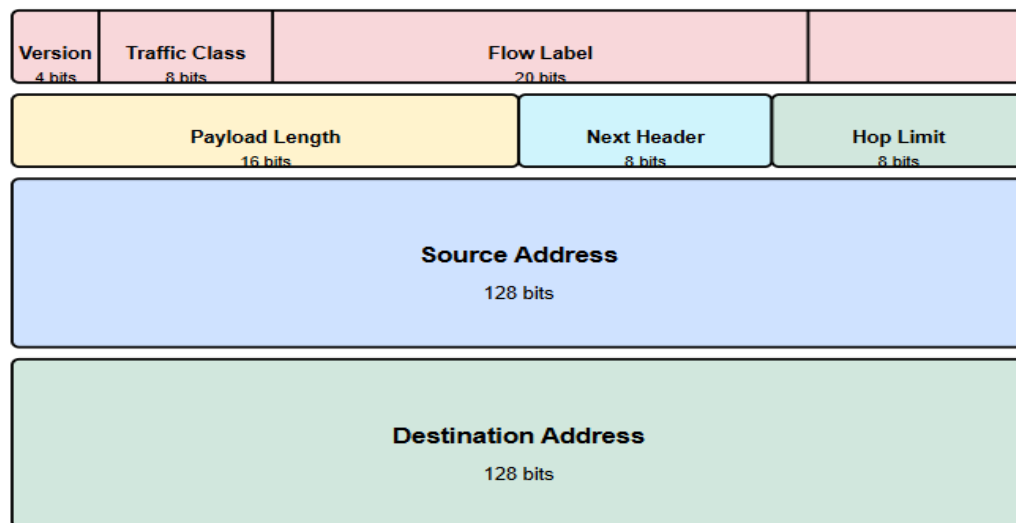 Version Traffic Class Flow Label
4 bits 8 bits 20 bits
Payload Length Next Header Hop Limit
16 bits 8 bits 8 bits
Source Address
128 bits
Destination Address
128 bits